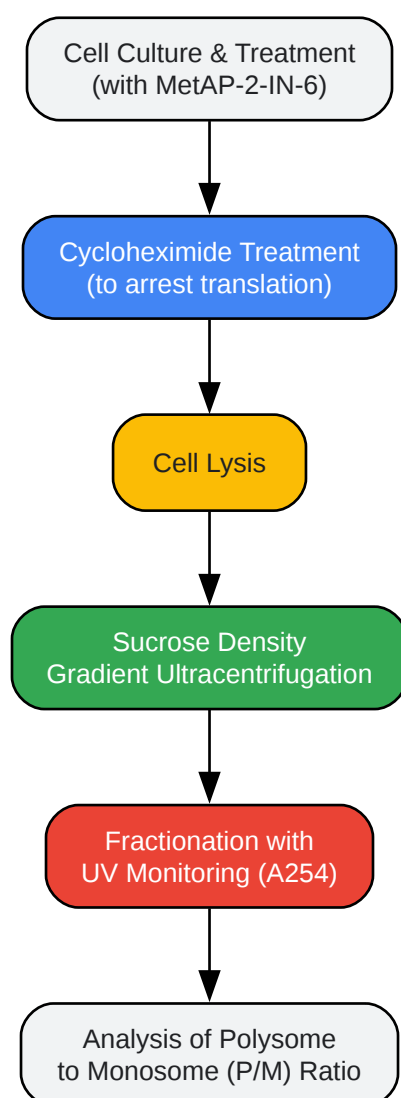 Cell Culture & Treatment
(with MetAP-2-IN-6)
Cycloheximide Treatment
(to arrest translation)
Cell Lysis
Sucrose Density
Gradient Ultracentrifugation
Fractionation with
UV Monitoring (A254)
Analysis of Polysome
to Monosome (P/M) Ratio